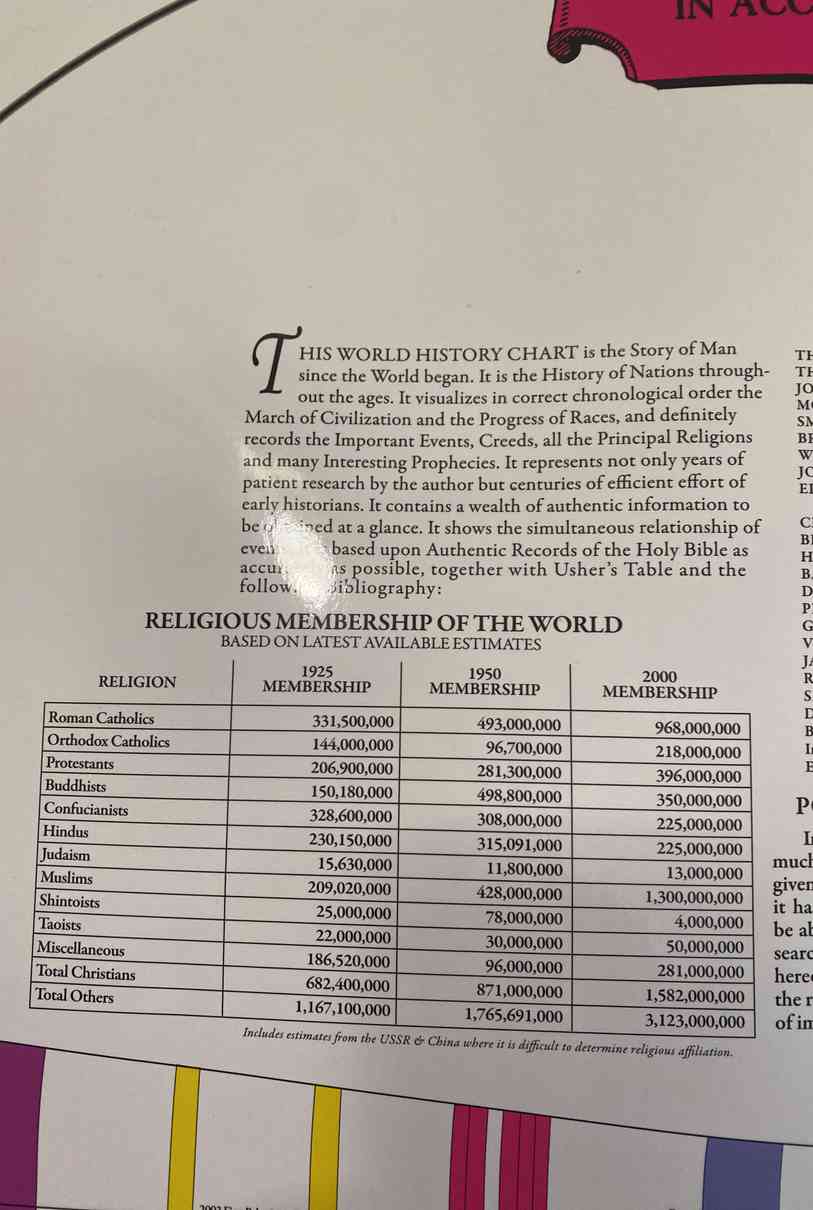 IN ACC
THIS WORLD HISTORY CHART is the Story of Man
since the World began. It is the History of Nations through-
out the ages. It visualizes in correct chronological order the
March of Civilization and the Progress of Races, and definitely
records the Important Events, Creeds, all the Principal Religions
and many Interesting Prophecies. It represents not only years of
patient research by the author but centuries of efficient effort of
early historians. It contains a wealth of authentic information to
be at a glance. It shows the simultaneous relationship of
based upon Authentic Records of the Holy Bible as
as possible, together with Usher's Table and the
bibliography:
RELIGIOUS MEMBERSHIP OF THE WORLD
BASED ON LATEST AVAILABLE ESTIMATES
RELIGION 1925 MEMBERSHIP 1950 MEMBERSHIP 2000 MEMBERSHIP
Roman Catholics 331,500,000 493,000,000 968,000,000
Orthodox Catholics 144,000,000 96,700,000 218,000,000
Protestants 206,900,000 281,300,000 396,000,000
Buddhists 150,180,000 498,800,000 350,000,000
Confucianists 328,600,000 308,000,000 225,000,000
Hindus 230,150,000 315,091,000 225,000,000
Judaism 15,630,000 11,800,000 13,000,000
Muslims 209,020,000 428,000,000 1,300,000,000
Shintoists 25,000,000 78,000,000 4,000,000
Taoists 22,000,000 30,000,000 50,000,000
Miscellaneous 186,520,000 96,000,000 281,000,000
Total Christians 682,400,000 871,000,000 1,582,000,000
Total Others 1,167,100,000 1,765,691,000 3,123,000,000
Includes estimates from the USSR & China where it is difficult to determine religious affiliation.
much
given
it ha
be
searc
here
the
of